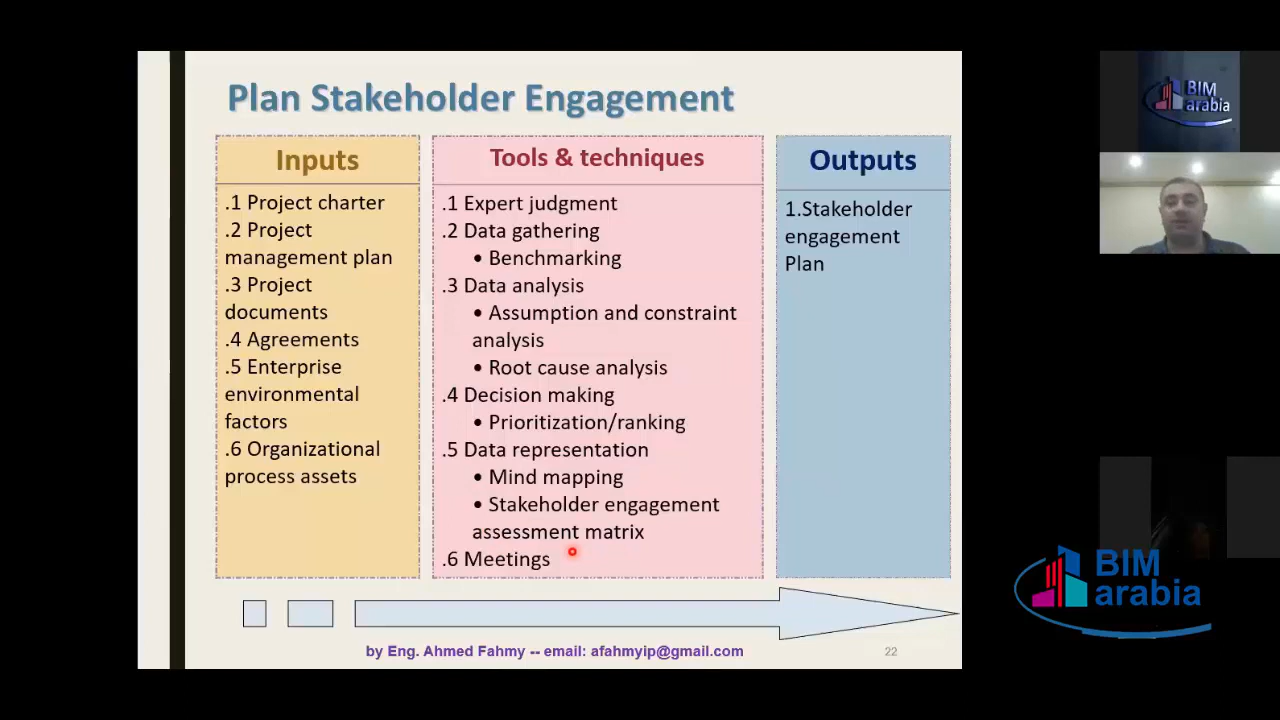 Plan Stakeholder Engagement
Inputs
.1 Project charter
.2 Project
management plan
.3 Project
documents
.4 Agreements
.5 Enterprise
environmental
factors
.6 Organizational
process assets
Tools & techniques
.1 Expert judgment
.2 Data gathering
• Benchmarking
.3 Data analysis
• Assumption and constraint
analysis
• Root cause analysis
.4 Decision making
• Prioritization/ranking
.5 Data representation
• Mind mapping
• Stakeholder engagement
assessment matrix
.6 Meetings
Outputs
1.Stakeholder
engagement
Plan
by Eng. Ahmed Fahmy -- email: afahmyip@gmail.com
22
BIM
arabia
BIM
arabia